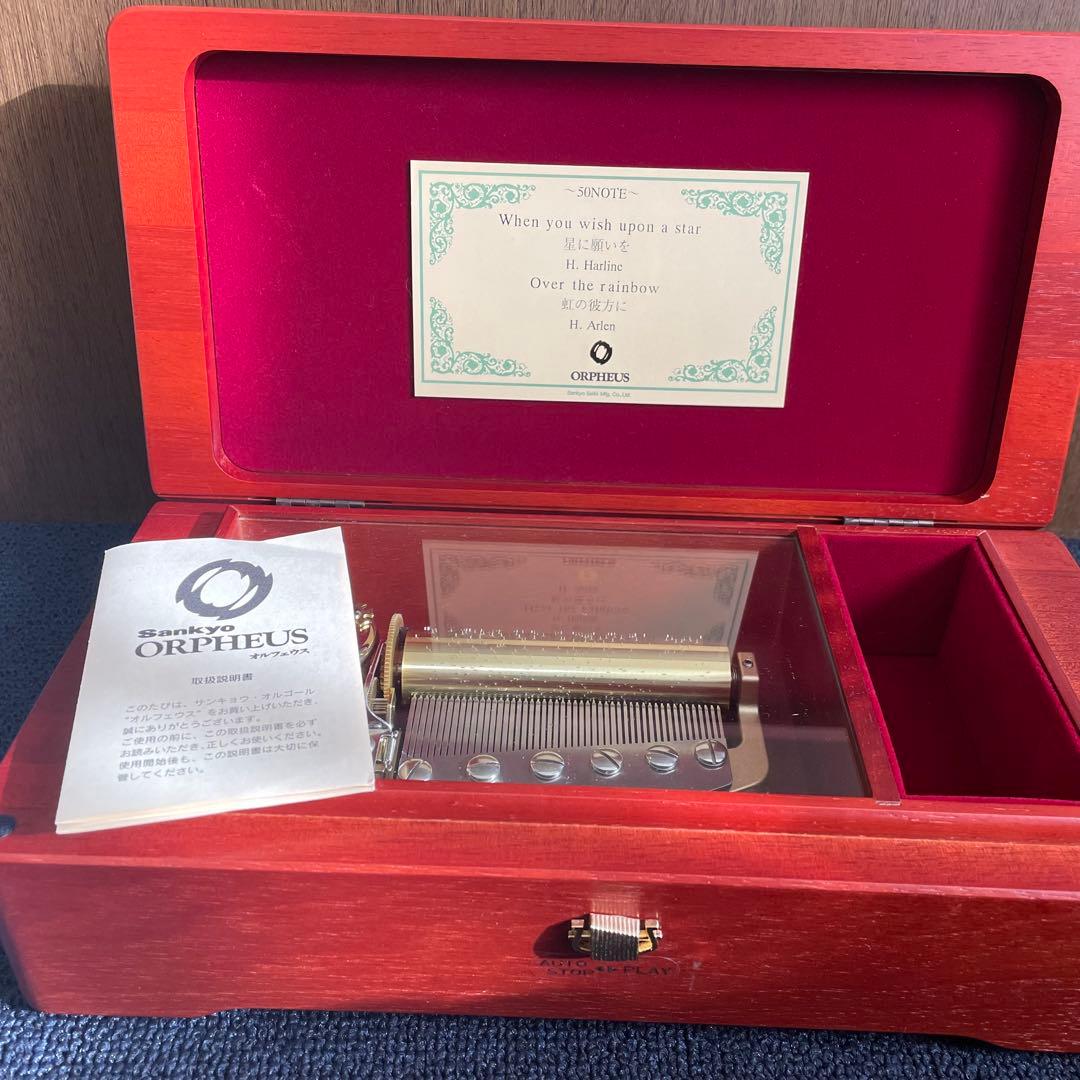 ~50NOTE~
When you wish upon a star
星に願いを
H. Harline
Over the rainbow
虹の彼方に
H. Arlen
ORPHEUS
Sankyo Seiki Mfg. Co., Ltd.
Sankyo
ORPHEUS
オルフェウス
取扱説明書
このたびは、サンキョウ・オルゴール
“オルフェウス”をお買い上げいただき、
誠にありがとうございます。
ご使用の前に、この取扱説明書を必ず
お読みいただき、正しくお使いください。
使用開始後も、この説明書は大切に保
管してください。
AUTO
STOP PLAY